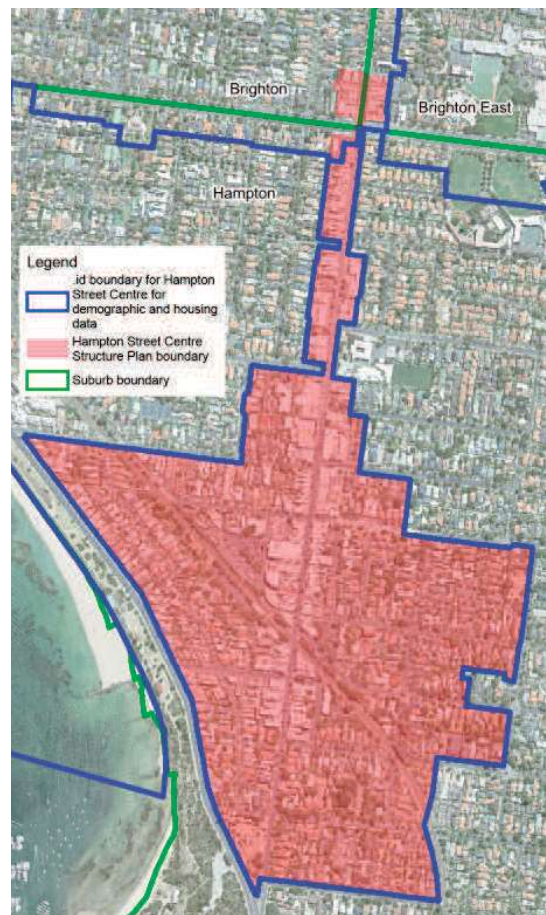 Brighton
Brighton East
Hampton
Legend
.id boundary for Hampton
Street Centre for
demographic and housing
data
Hampton Street Centre
Structure Plan boundary
Suburb boundary